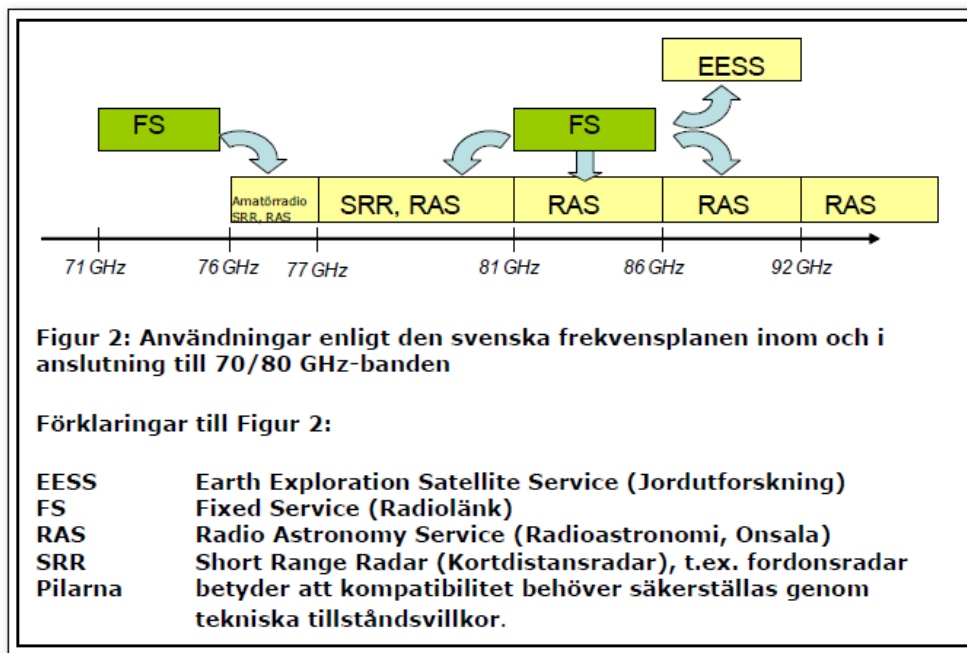 EESS
FS
FS
Amatörradio
SRR, RAS
SRR, RAS
RAS
RAS
RAS
71 GHz
76 GHz
77 GHz
81 GHz
86 GHz
92 GHz
Figur 2: Användningar enligt den svenska frekvensplanen inom och i
anslutning till 70/80 GHz-banden
Förklaringar till Figur 2:
EESS Earth Exploration Satellite Service (Jordutforskning)
FS Fixed Service (Radiolänk)
RAS Radio Astronomy Service (Radioastronomi, Onsala)
SRR Short Range Radar (Kortdistansradar), t.ex. fordonsradar
Pilarna betyder att kompatibilitet behöver säkerställas genom
tekniska tillståndsvillkor.